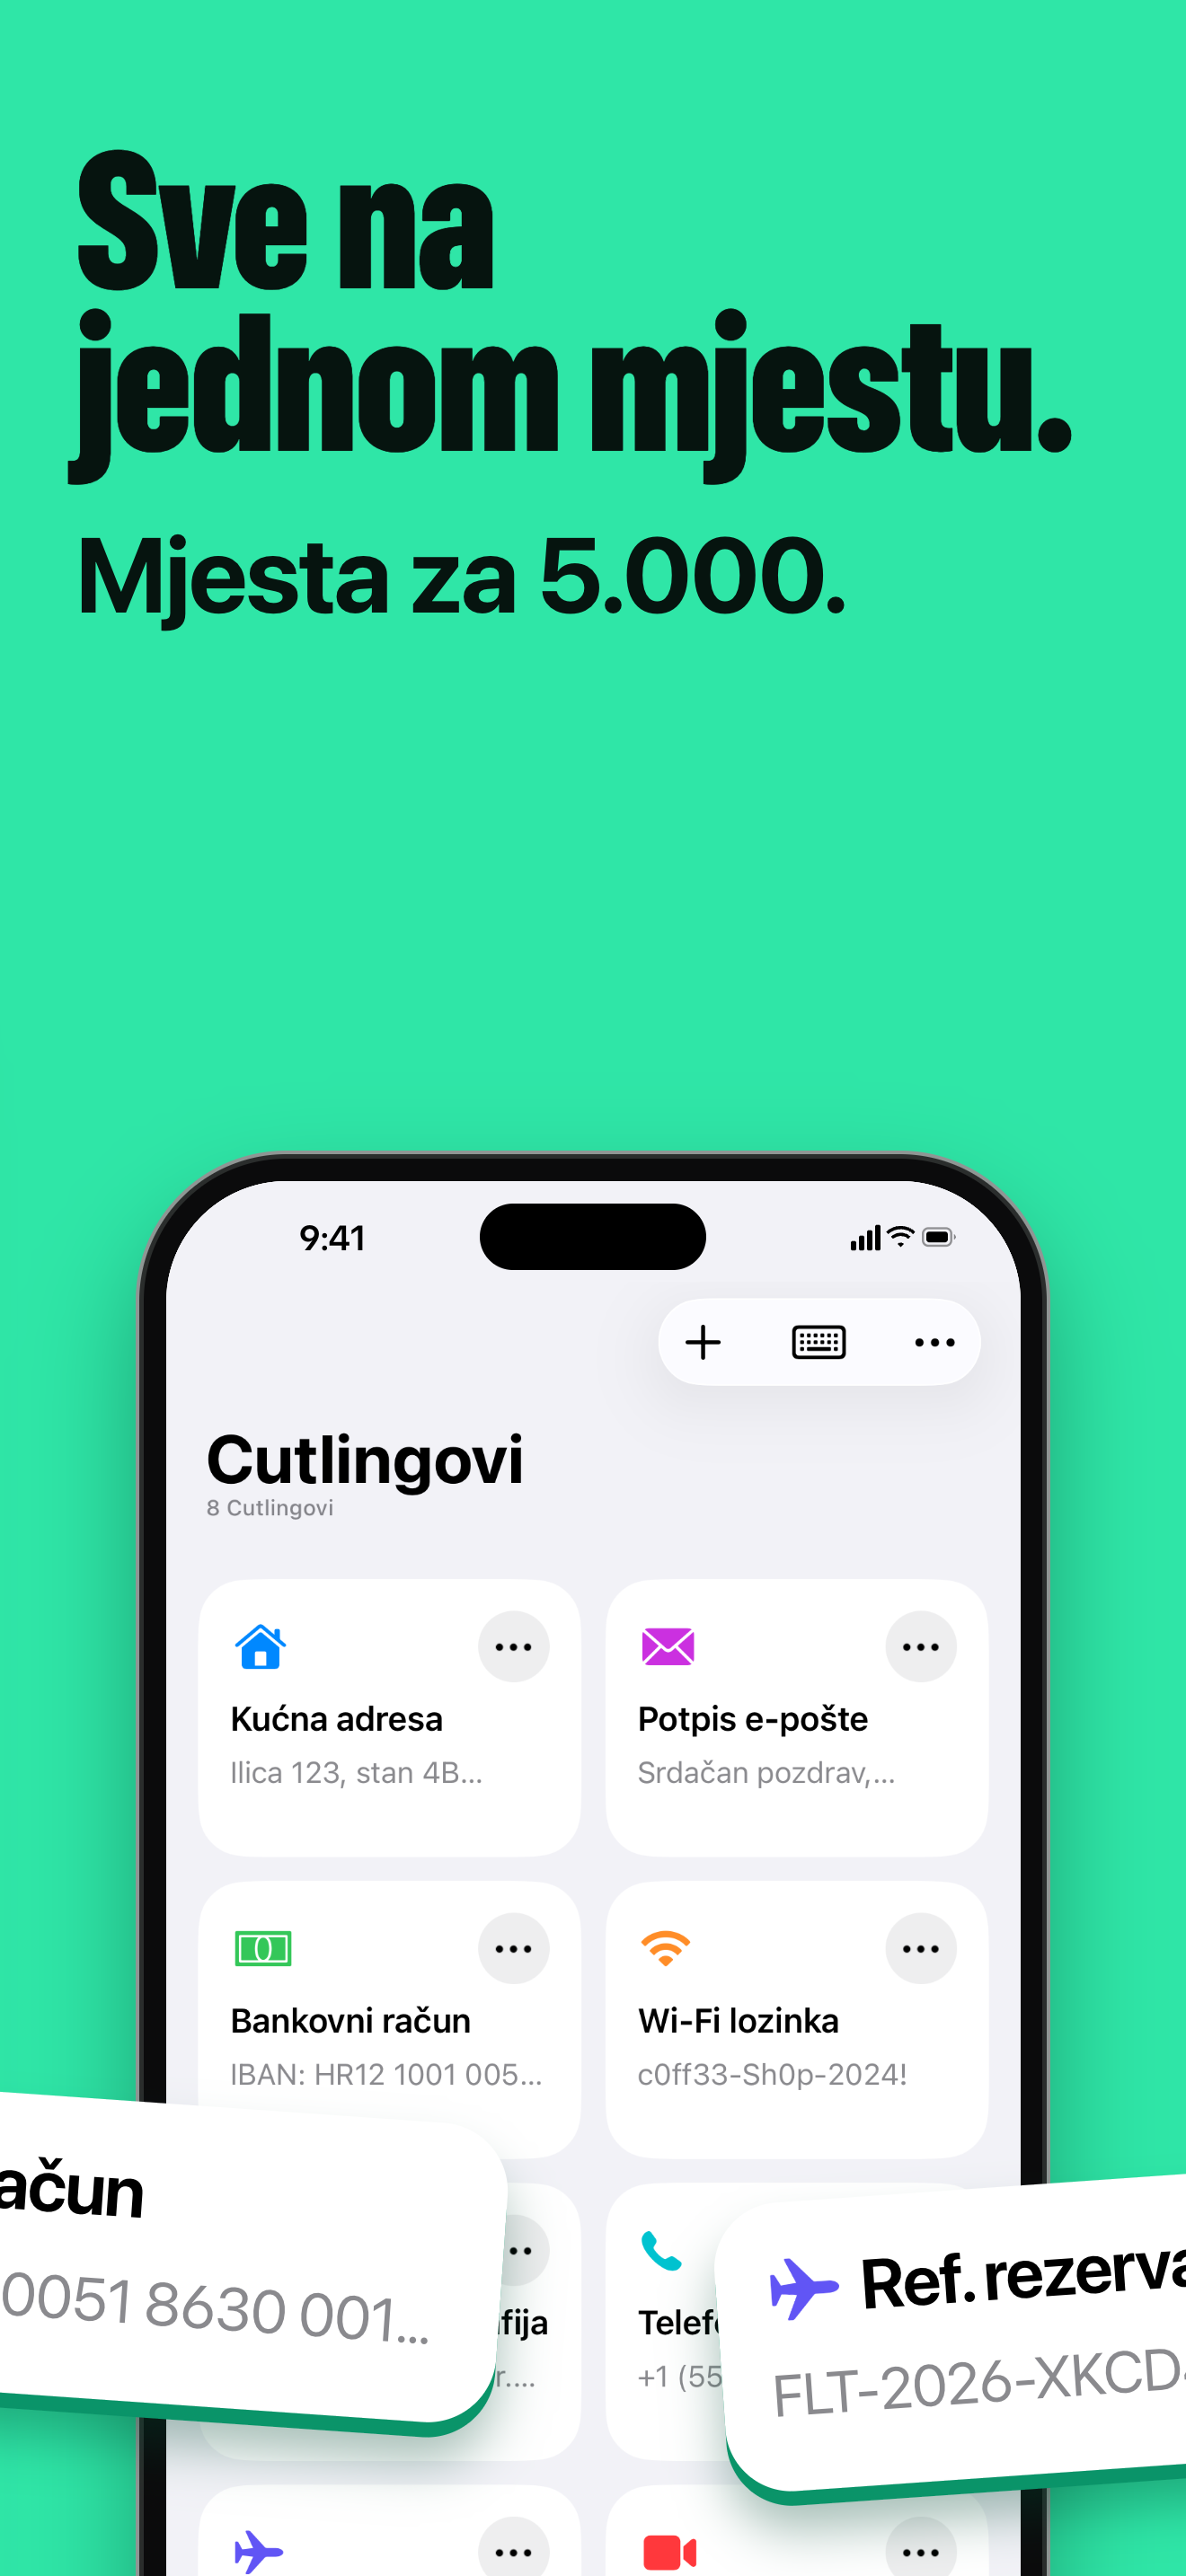 Sve na
jednom mjestu.
Mjesta za 5.000.
9:41
Cutlingovi
8 Cutlingovi
Kućna adresa
Ilica 123, stan 4B...
Potpis e-pošte
Srdačan pozdrav,...
Bankovni račun
IBAN: HR12 1001 005...
Wi-Fi lozinka
c0ff33-Sh0p-2024!
ačun
0051 8630 001...
fija
r....
Telef
+1 (55
Ref. rezerva
FLT-2026-XKCD